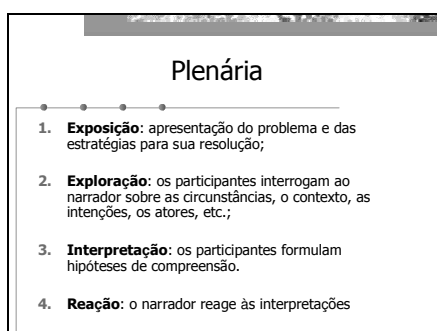 Plenária
1. Exposição: apresentação do problema e das
estratégias para sua resolução;
2. Exploração: os participantes interrogam ao
narrador sobre as circunstâncias, o contexto, as
intenções, os atores, etc.;
3. Interpretação: os participantes formulam
hipóteses de compreensão.
4. Reação: o narrador reage às interpretações